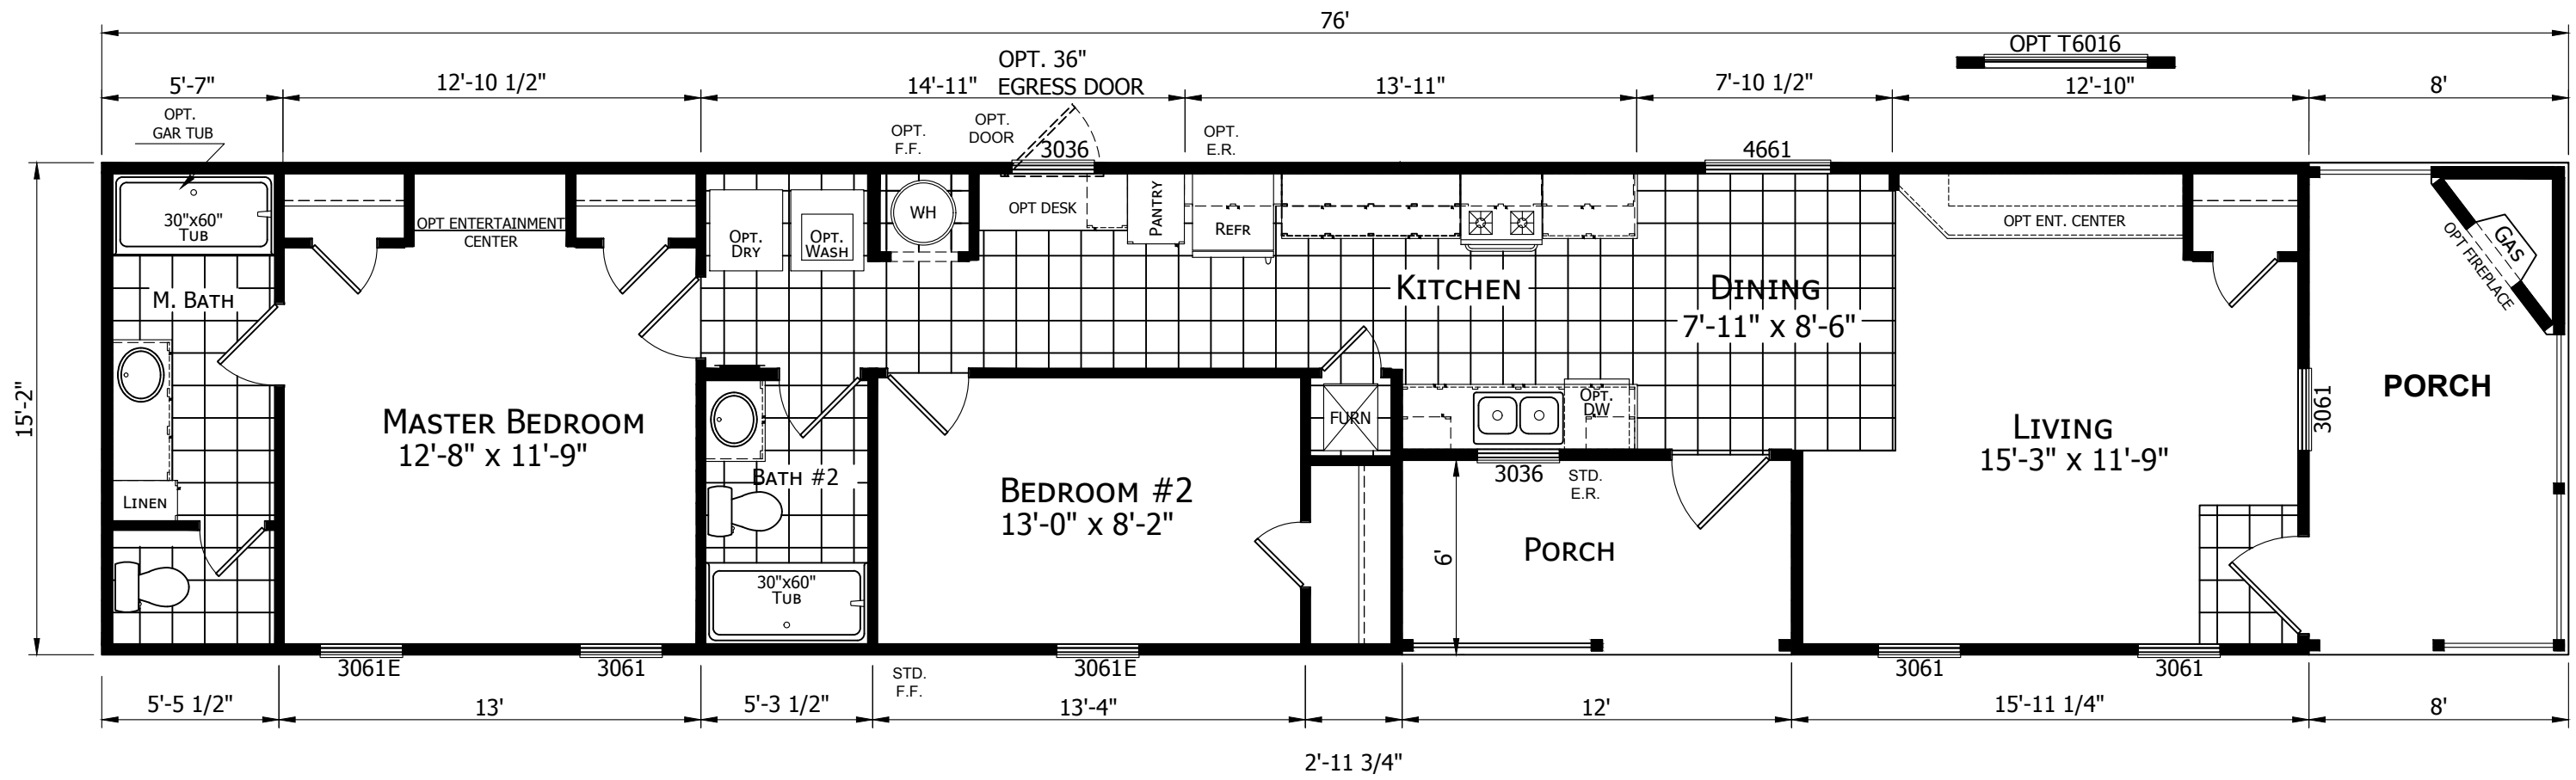 76'
OPT T6016
OPT. 36"
EGRESS DOOR
5'-7"
12'-10 1/2"
14'-11"
13'-11"
7'-10 1/2"
12'-10"
8'
OPT.
GAR TUB
OPT.
F.F.
OPT.
DOOR
3036
OPT.
E.R.
4661
30"x60"
TUB
OPT ENTERTAINMENT
CENTER
OPT.
DRY
OPT.
WASH
WH
OPT DESK
PANTRY
REFR
OPT ENT. CENTER
GAS
OPT FIREPLACE
M. BATH
KITCHEN
DINING
7'-11" X 8'-6"
15'-2"
MASTER BEDROOM
12'-8" X 11'-9"
LINEN
BATH #2
30"x60"
TUB
BEDROOM #2
13'-0" X 8'-2"
FURN
OPT.
DW
3036
STD.
E.R.
6'
PORCH
LIVING
15'-3" X 11'-9"
3061
PORCH
3061E
3061
STD.
F.F.
3061E
3061
3061
5'-5 1/2"
13'
5'-3 1/2"
13'-4"
2'-11 3/4"
12'
15'-11 1/4"
8'